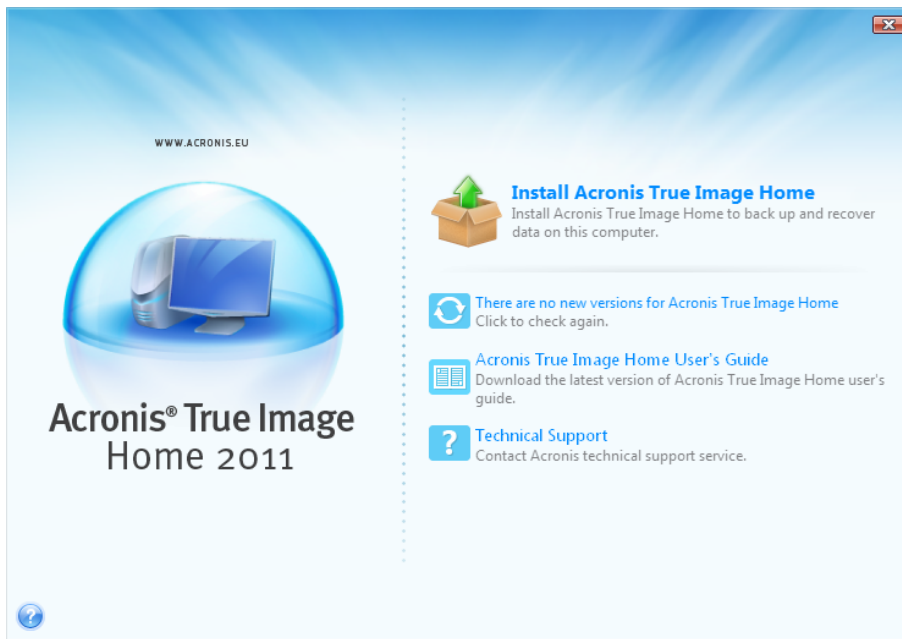 WWW.ACRONIS.EU
Acronis® True Image
Home 2011
Install Acronis True Image Home
Install Acronis True Image Home to back up and recover
data on this computer.
There are no new versions for Acronis True Image Home
Click to check again.
Acronis True Image Home User's Guide
Download the latest version of Acronis True Image Home user's
guide.
?
Technical Support
Contact Acronis technical support service.
?